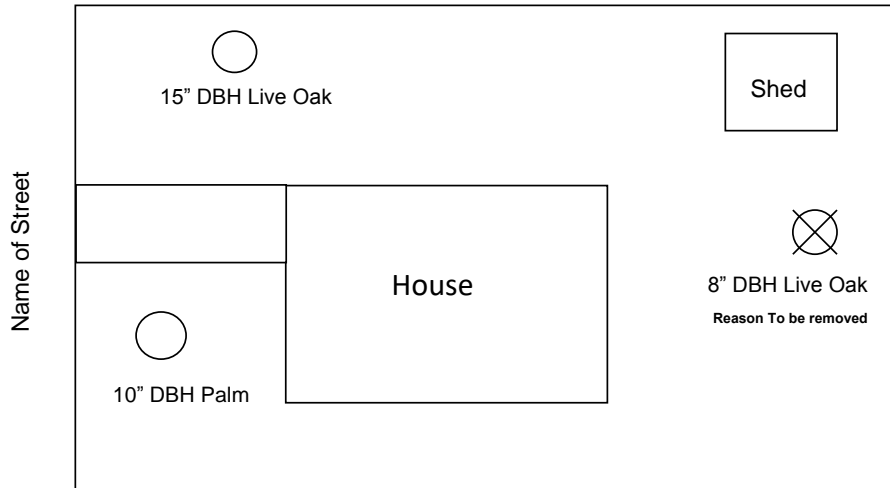 15” DBH Live Oak
Shed
Name of Street
House
8” DBH Live Oak
Reason To be removed
10” DBH Palm